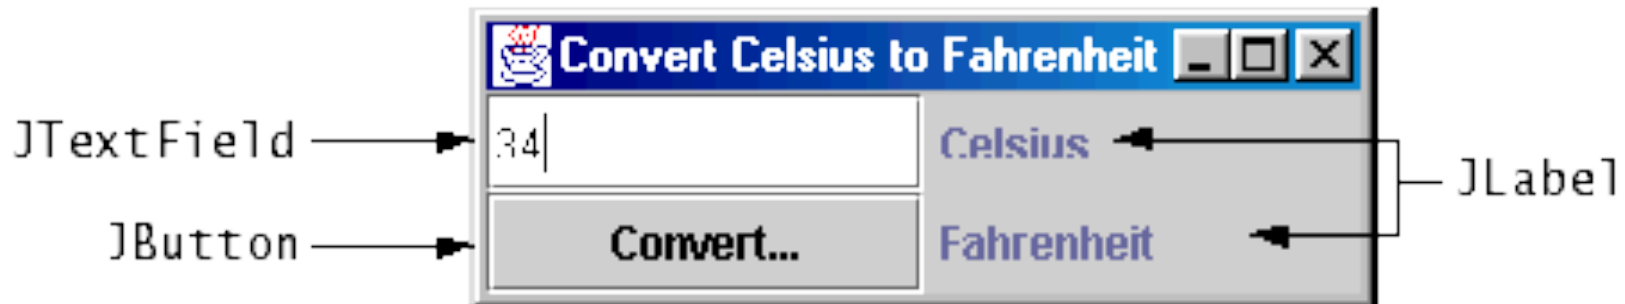 Convert Celsius to Fahrenheit
JTextField 34 Celsius JLabel
JButton Convert... Fahrenheit